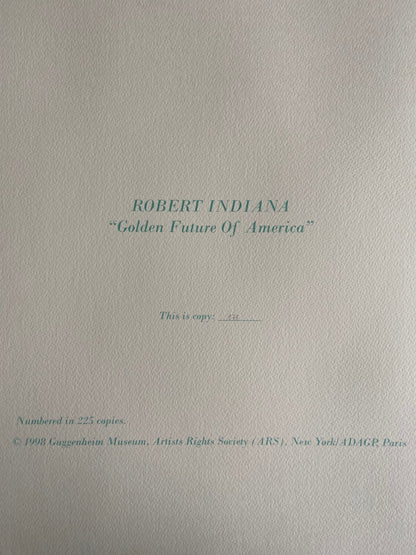 ROBERT INDIANA
“Golden Future Of America”
This is copy:
Numbered in 225 copies.
© 1998 Guggenheim Museum, Artists Rights Society (ARS), New York/ADAGP, Paris